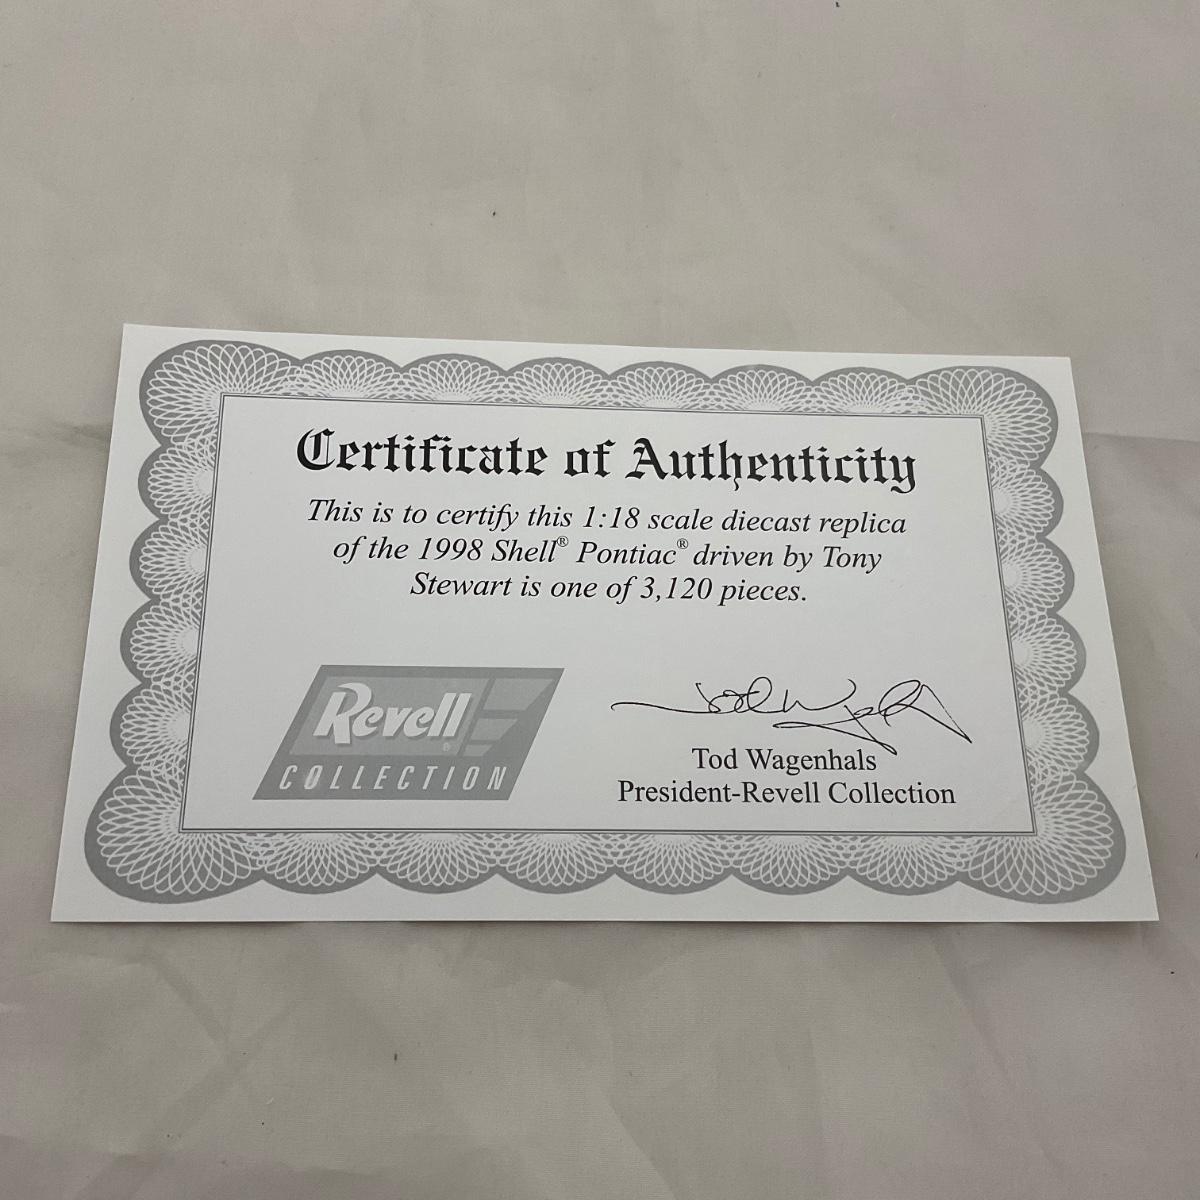 Certificate of Authenticity
This is to certify this 1:18 scale diecast replica
of the 1998 Shell® Pontiac® driven by Tony
Stewart is one of 3,120 pieces.
Revell®
COLLECTION
Tod Wagenhals
President-Revell Collection